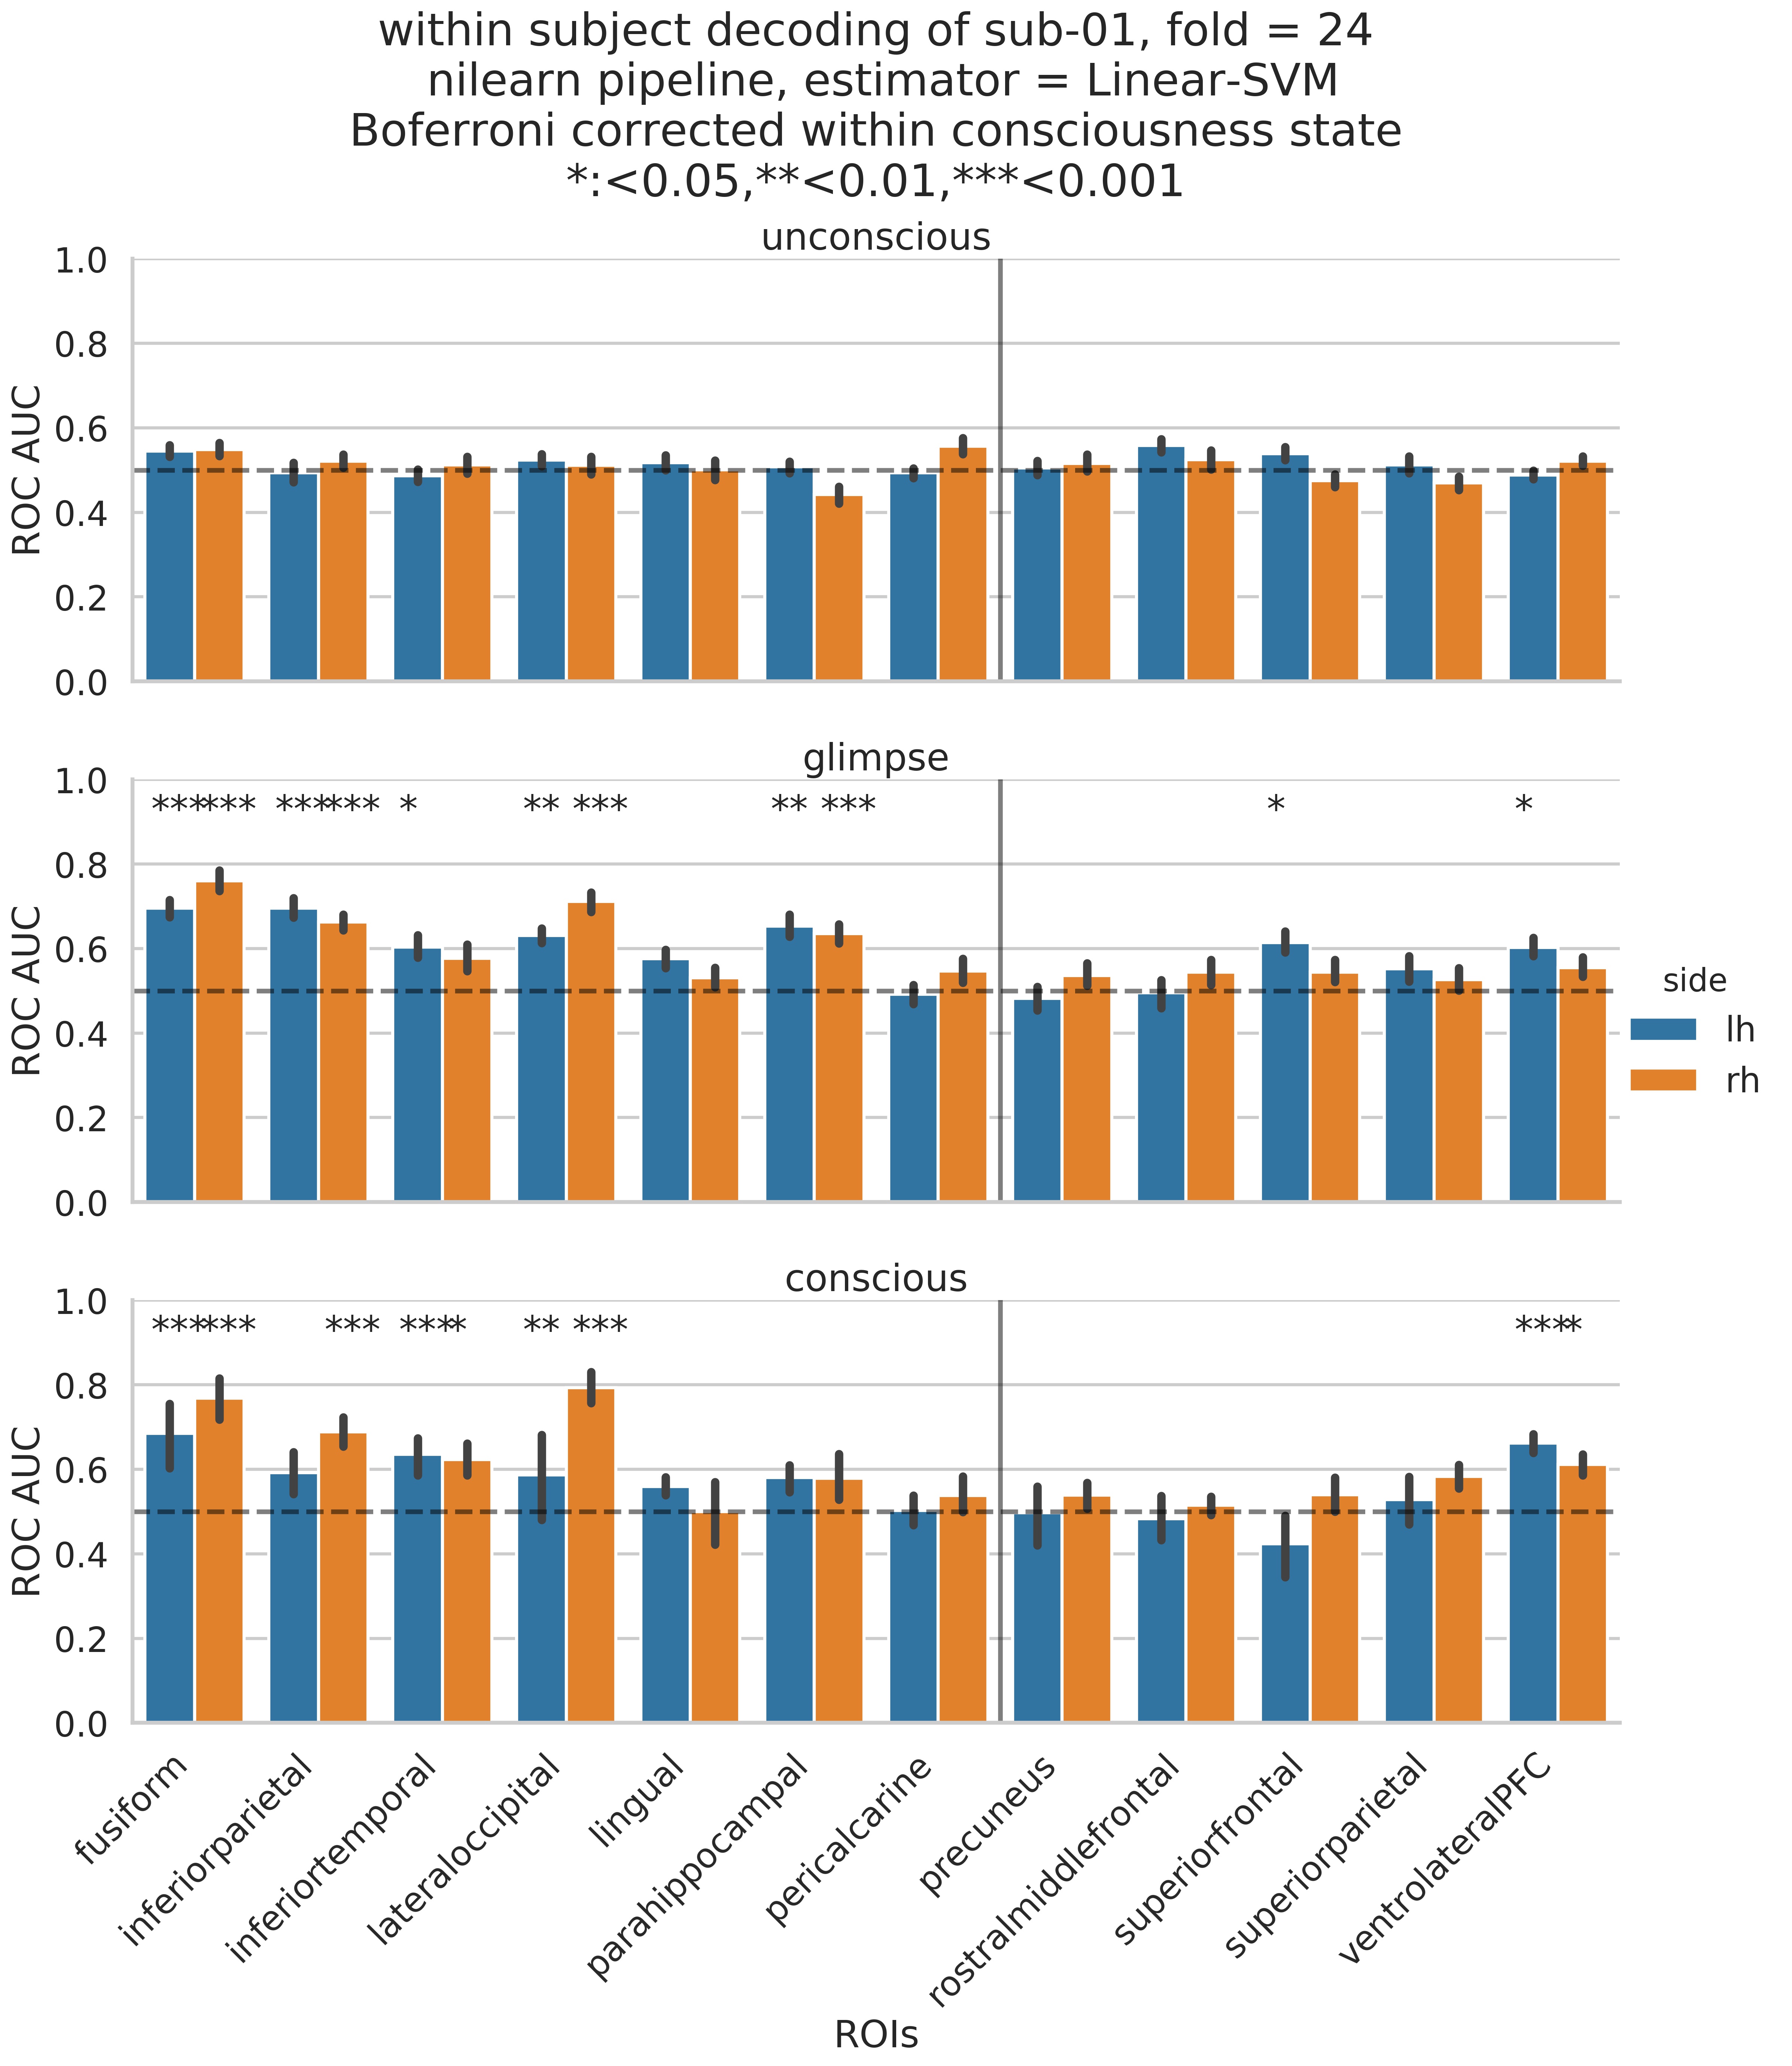 within subject decoding of sub-01, fold = 24
nilearn pipeline, estimator = Linear-SVM
Boferroni corrected within consciousness state
*:<0.05,**<0.01,***<0.001
unconscious
1.0
0.8
0.6
0.4
0.2
0.0
ROC AUC
glimpse
1.0
*** *** *** *** * ** *** ** *** * *
0.8
0.6
0.4
0.2
0.0
ROC AUC
side
lh
rh
conscious
1.0
*** *** *** *** * ** *** *** *
0.8
0.6
0.4
0.2
0.0
ROC AUC
fusiform
inferiorparietal
inferiortemporal
lateraloccipital
lingual
parahippocampal
pericalcarine
precuneus
rostralmiddlefrontal
superiorfrontal
superiorparietal
ventrolateralPFC
ROIs